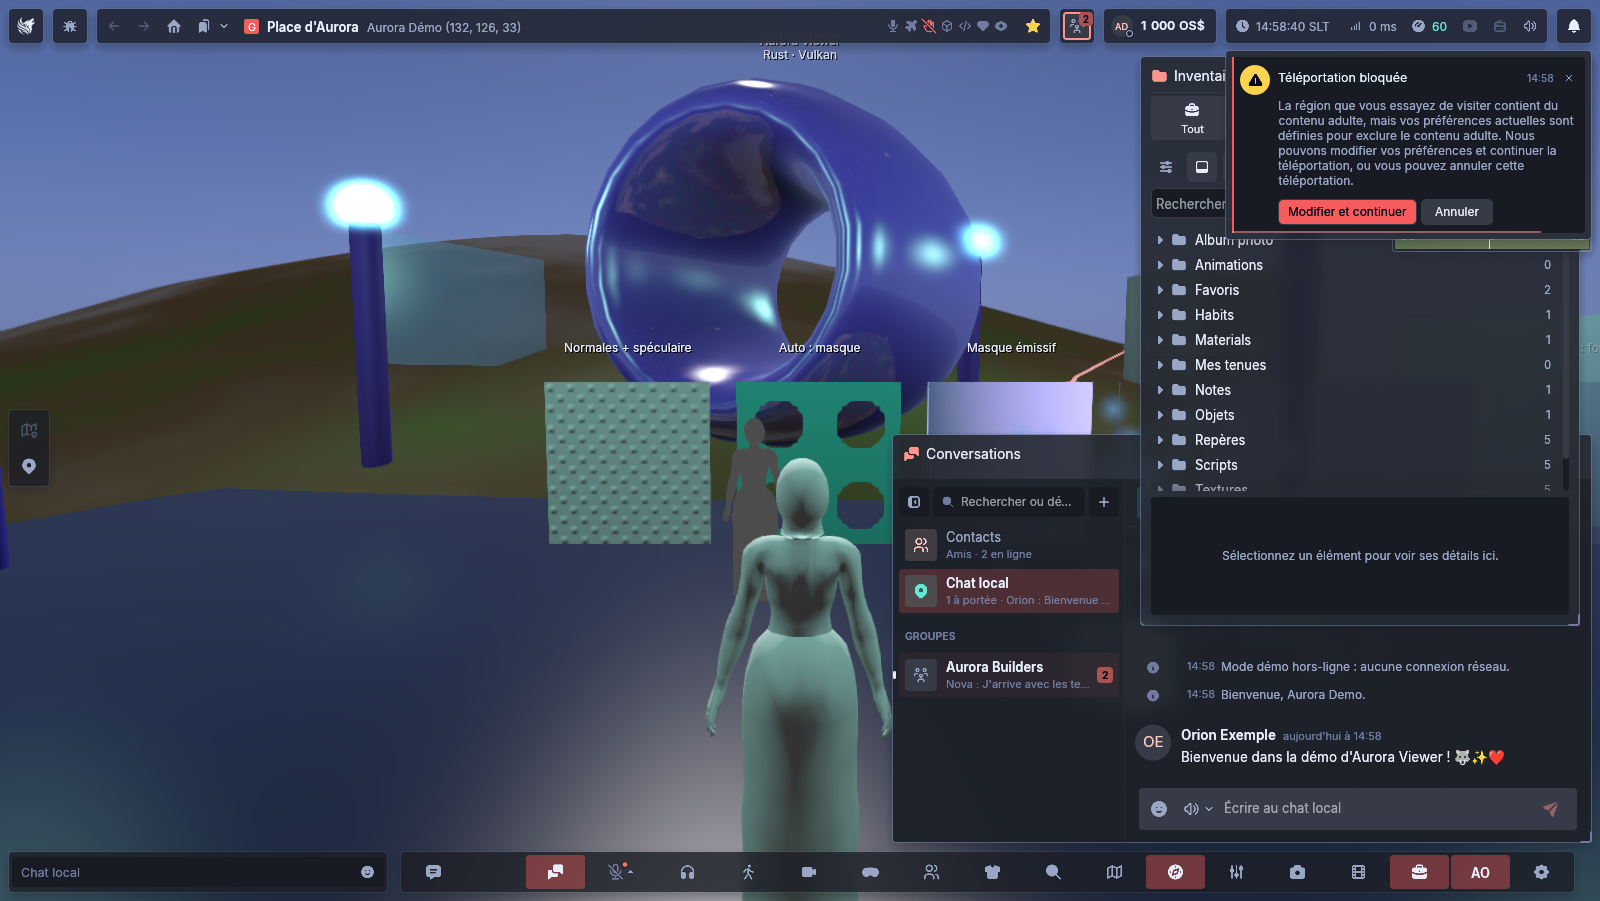 Place d'Aurora
Aurora Démo (132, 126, 33)
2
AD
1 000 OS$
14:58:40 SLT
0 ms
60
Rust · Vulkan
Téléportation bloquée
14:58
La région que vous essayez de visiter contient du
contenu adulte, mais vos préférences actuelles sont
définies pour exclure le contenu adulte. Nous
pouvons modifier vos préférences et continuer la
téléportation, ou vous pouvez annuler cette
téléportation.
Modifier et continuer
Annuler
Inventai
Tout
Rechercher
Album photo
Animations 0
Favoris 2
Habits 1
Materials 1
Mes tenues 0
Notes 1
Objets 1
Repères 5
Scripts 5
Textures 5
Sélectionnez un élément pour voir ses détails ici.
Normales + spéculaire
Auto : masque
Masque émissif
Conversations
Rechercher ou dé...
Contacts
Amis · 2 en ligne
Chat local
1 à portée · Orion : Bienvenue ...
GROUPES
Aurora Builders
Nova : J'arrive avec les te...
2
14:58 Mode démo hors-ligne : aucune connexion réseau.
14:58 Bienvenue, Aurora Demo.
OE
Orion Exemple aujourd'hui à 14:58
Bienvenue dans la démo d'Aurora Viewer ! 🐺✨❤️
Écrire au chat local
Chat local
AO